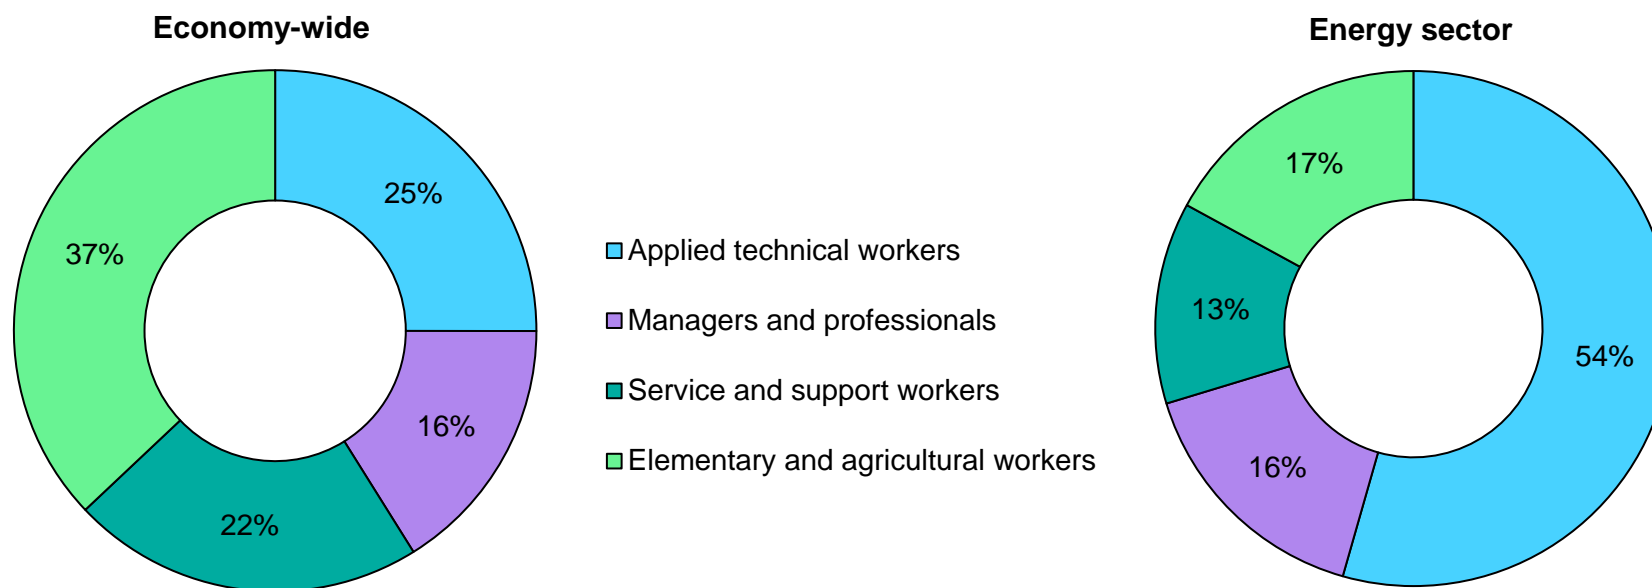 Economy-wide
25%
16%
22%
37%
Applied technical workers
Managers and professionals
Service and support workers
Elementary and agricultural workers
Energy sector
54%
16%
13%
17%